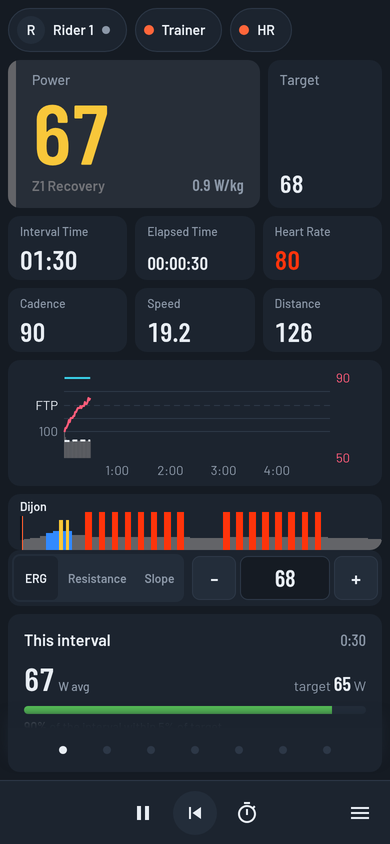 R Rider 1 Trainer HR
Power Target
67
Z1 Recovery 0.9 W/kg 68
Interval Time Elapsed Time Heart Rate
01:30 00:00:30 80
Cadence Speed Distance
90 19.2 126
90
FTP
100
50
1:00 2:00 3:00 4:00
Dijon
ERG Resistance Slope - 68 +
This interval 0:30
67 W avg target 65 W